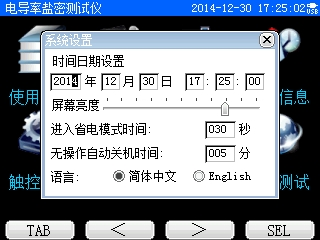 电导率盐密测试仪 2014-12-30 17:25:02 USB
系统设置
时间日期设置
2014 年 12 月 30 日 17: 25: 00
屏幕亮度
使用 信息
进入省电模式时间: 030 秒
无操作自动关机时间: 005 分
触控 测试
语言: 简体中文 English
TAB < > SEL